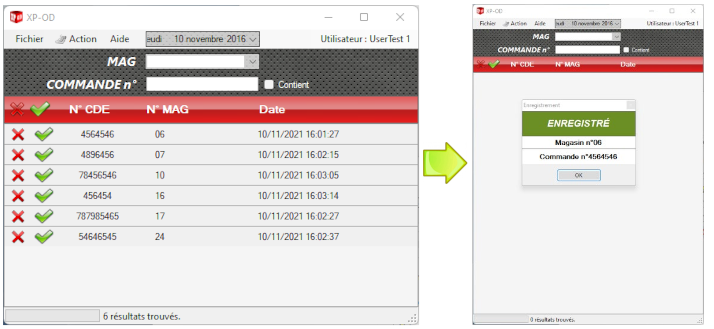 XP-OD
Fichier Action Aide eudi 10 novembre 2016 Utilisateur : UserTest 1
MAG
COMMANDE n° Contient
N° CDE N° MAG Date
4564546 06 10/11/2021 16:01:27
4896456 07 10/11/2021 16:02:15
78456546 10 10/11/2021 16:03:05
456454 16 10/11/2021 16:03:14
787985465 17 10/11/2021 16:02:27
54646545 24 10/11/2021 16:02:37
6 résultats trouvés.
XP-OD
Fichier Action Aide eudi 10 novembre 2016 Utilisateur : UserTest 1
MAG
COMMANDE n° Contient
N° CDE N° MAG Date
Enregistrement
ENREGISTRÉ
Magasin n°06
Commande n°4564546
OK
0 résultats trouvés.